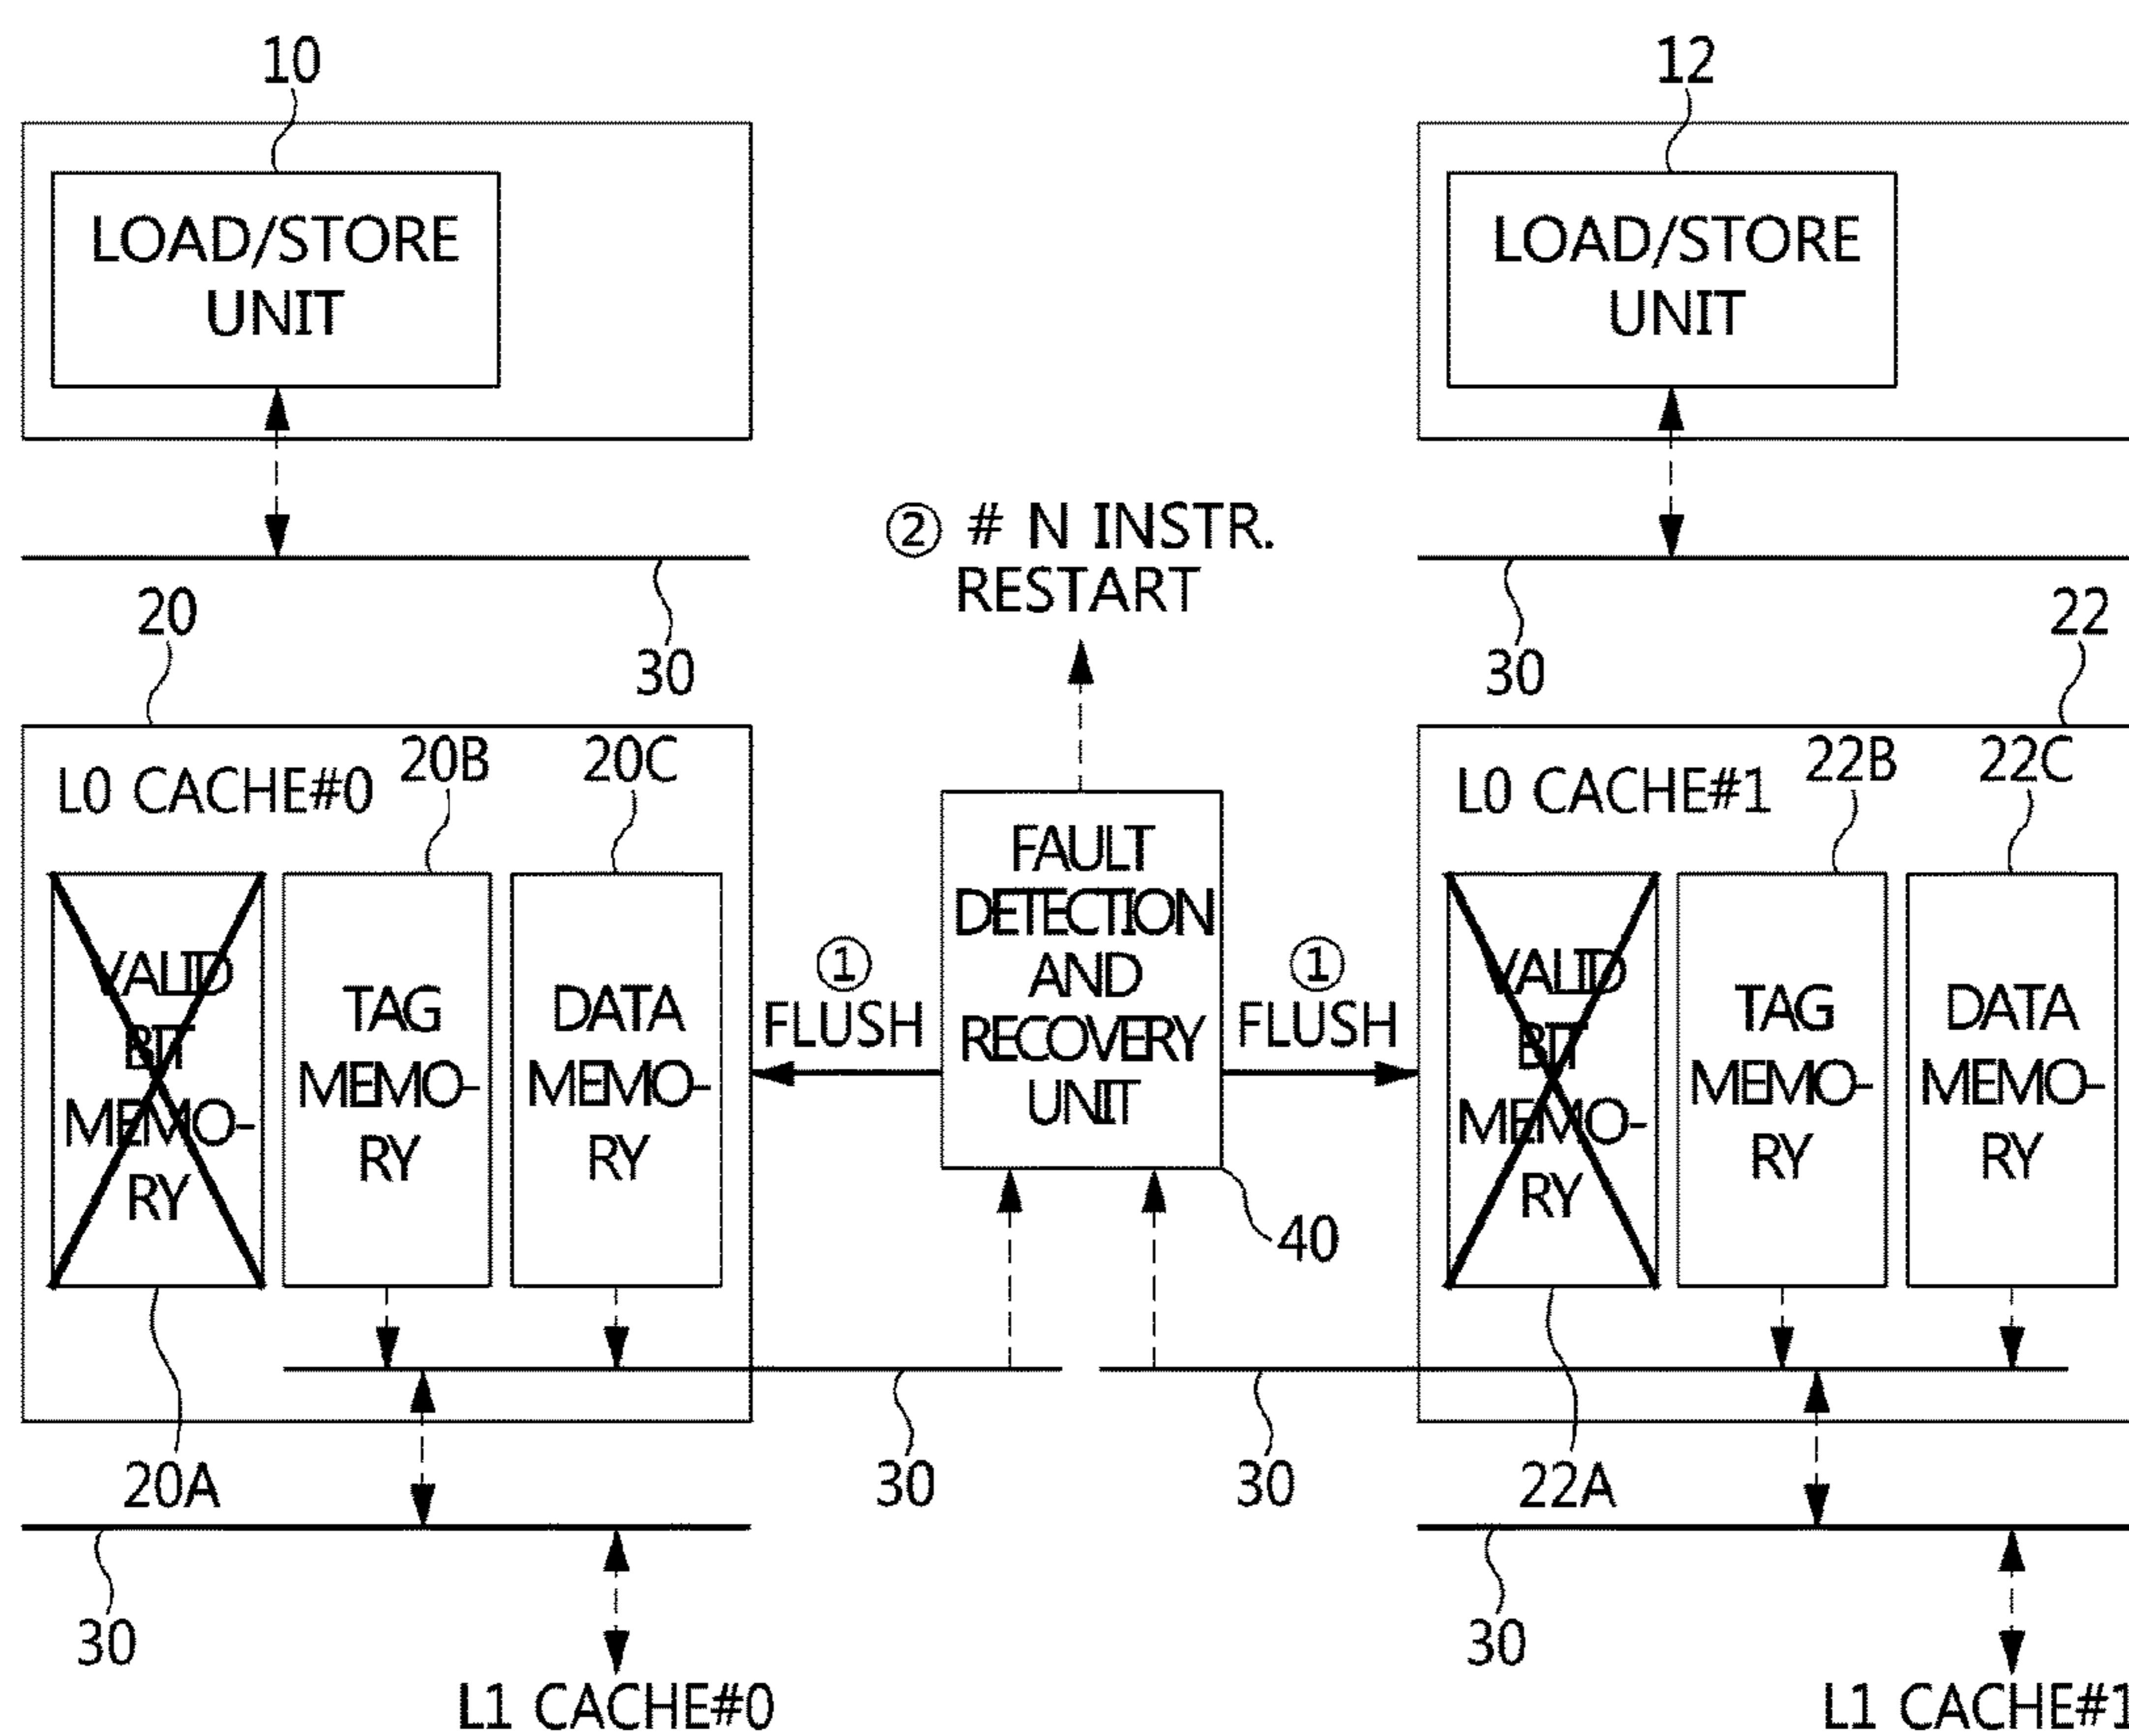 10
12
LOAD/STORE
UNIT
LOAD/STORE
UNIT
② # N INSTR.
RESTART
20
30
30
22
L0 CACHE#0
20B
20C
L0 CACHE#1
22B
22C
VALID
BIT
MEMO-
RY
TAG
MEMO-
RY
DATA
MEMO-
RY
①
FLUSH
FAULT
DETECTION
AND
RECOVERY
UNIT
①
FLUSH
VALID
BIT
MEMO-
RY
TAG
MEMO-
RY
DATA
MEMO-
RY
40
20A
30
30
22A
30
30
L1 CACHE#0
L1 CACHE#1